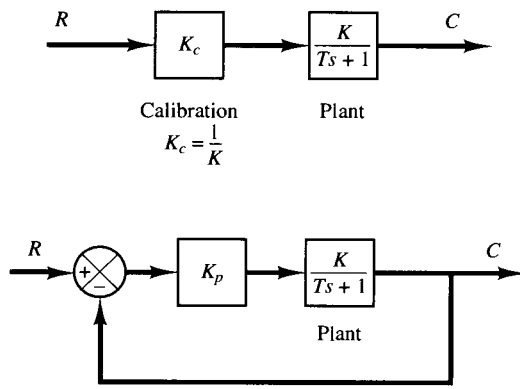 R
K_c
K
Ts + 1
C
Calibration
K_c = 1/K
Plant
R
+
−
K_p
K
Ts + 1
C
Plant